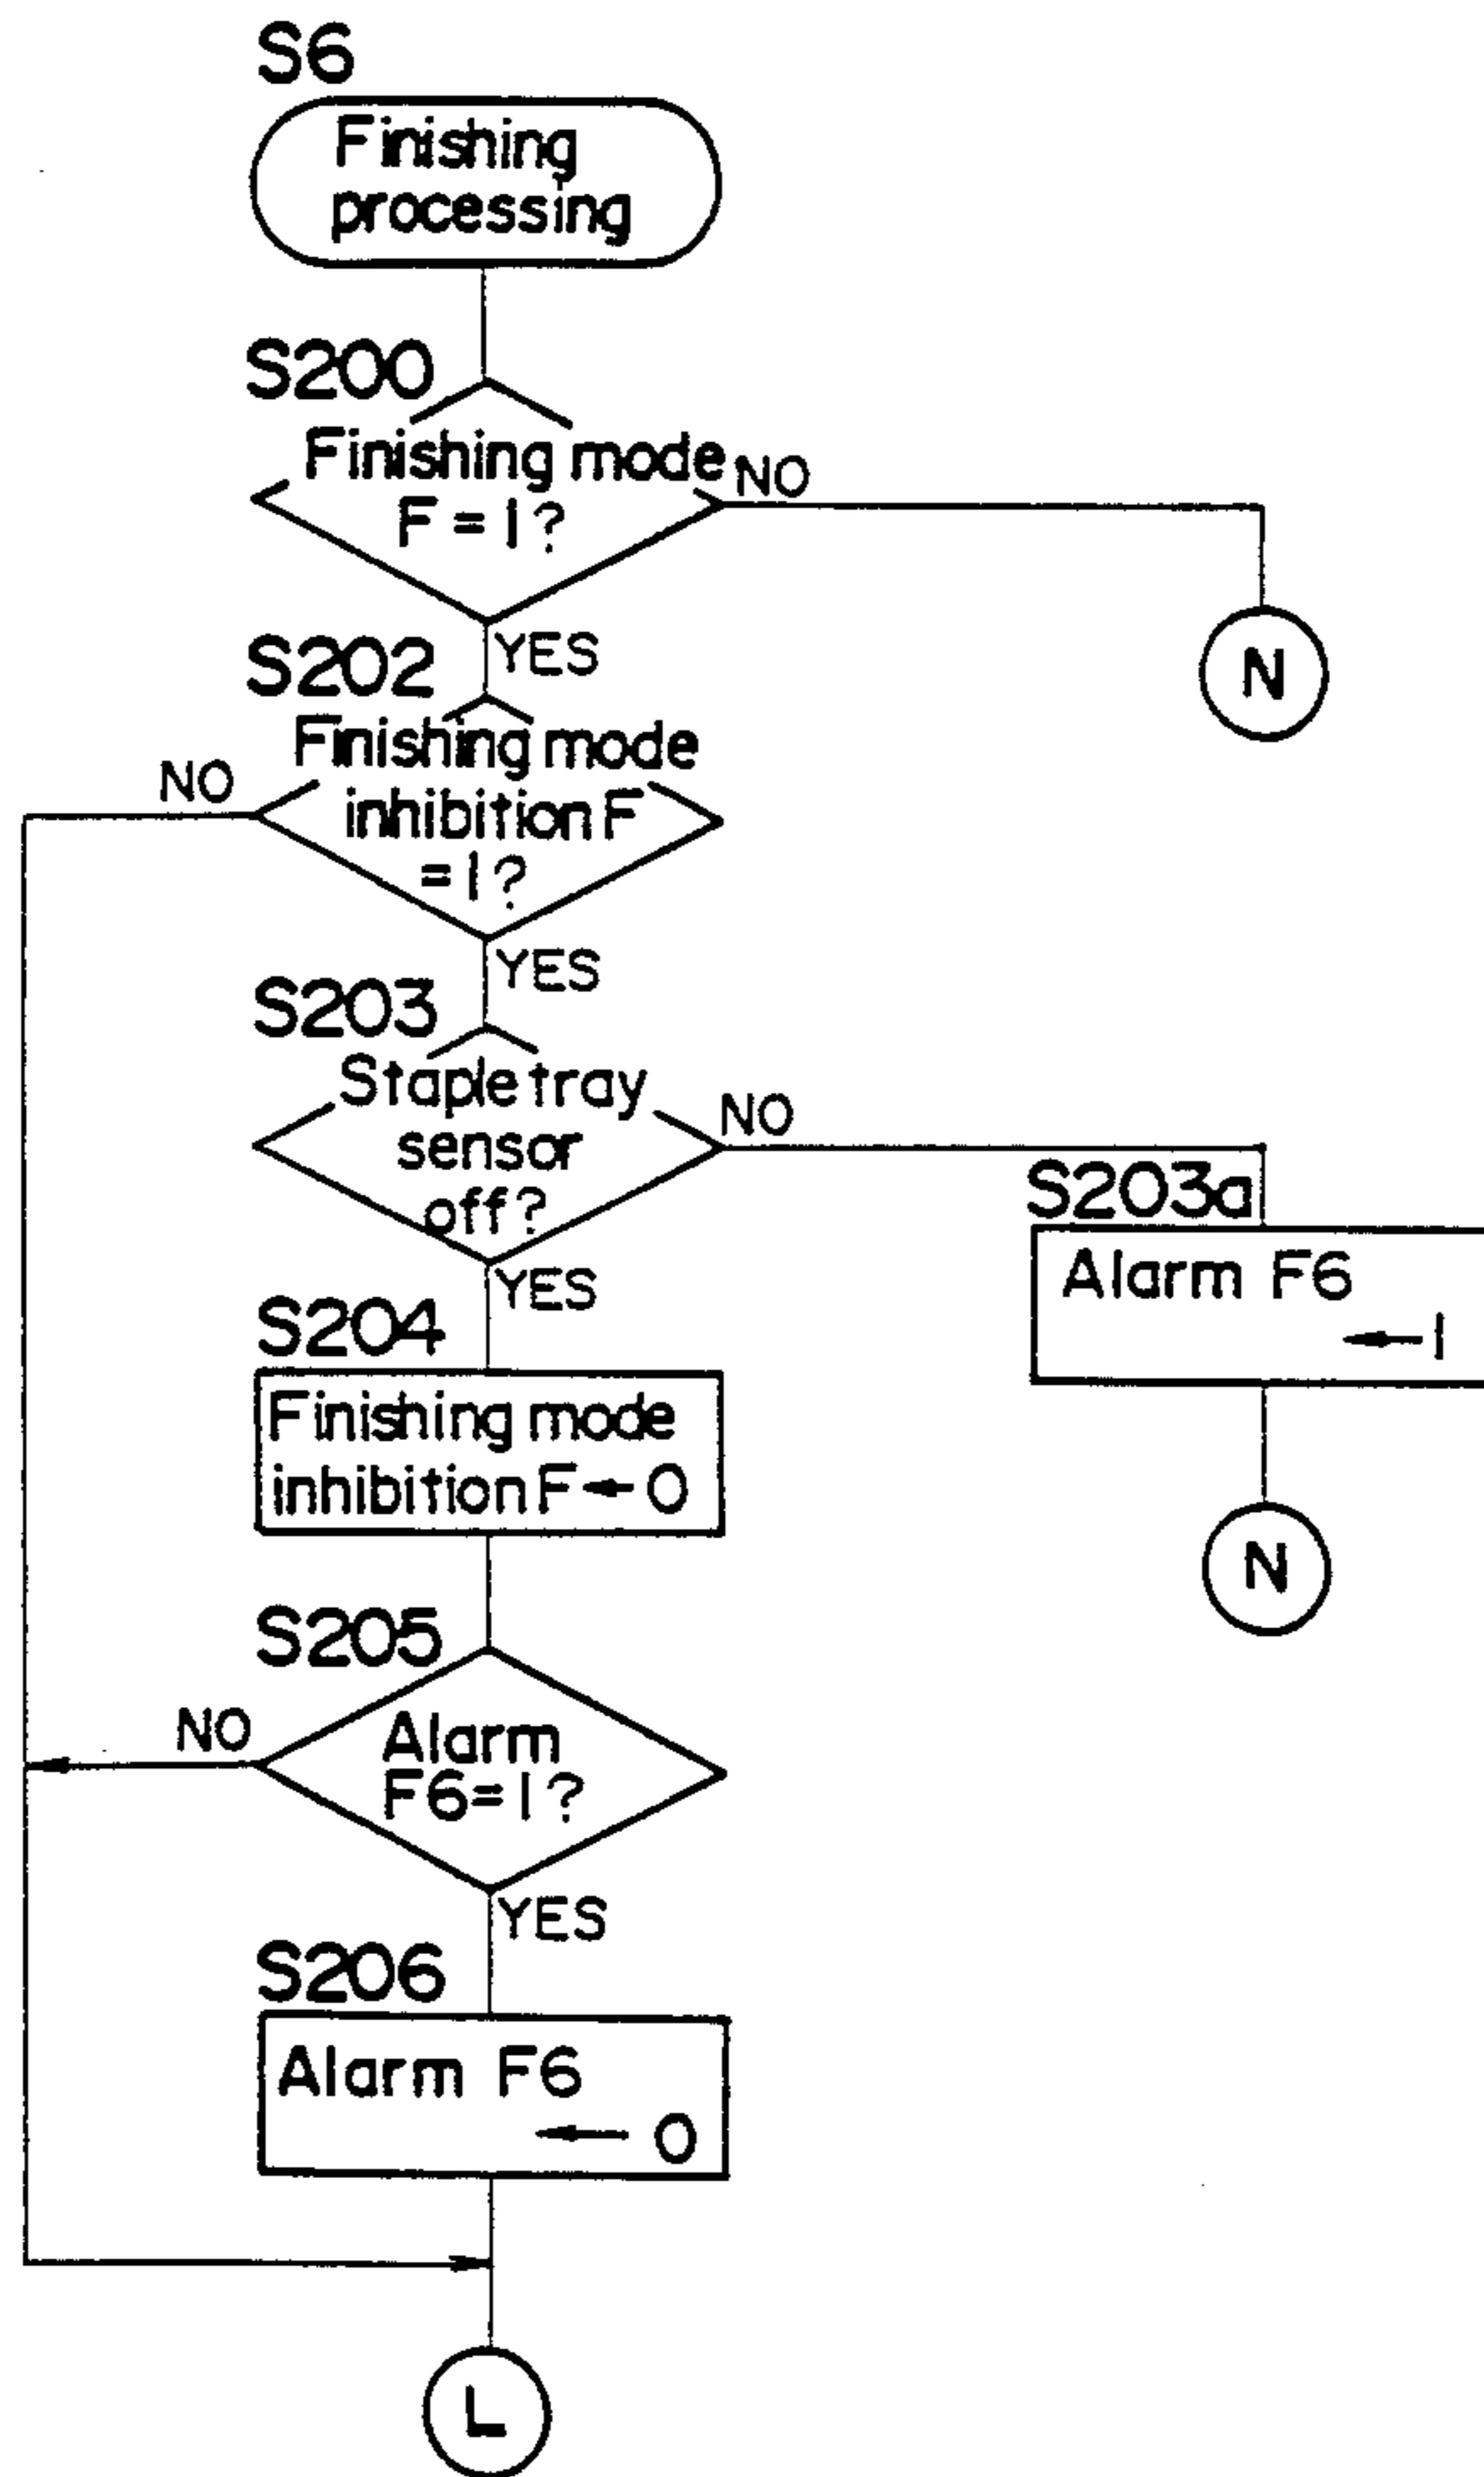 S6
Finishing
processing
S200
Finishing mode
F=1?
NO
N
YES
S202
Finishing mode
inhibition F
=1?
NO
YES
S203
Staple tray
sensor
off?
NO
S203a
Alarm F6
←1
N
YES
S204
Finishing mode
inhibition F←0
S205
Alarm
F6=1?
NO
YES
S206
Alarm F6
← 0
L